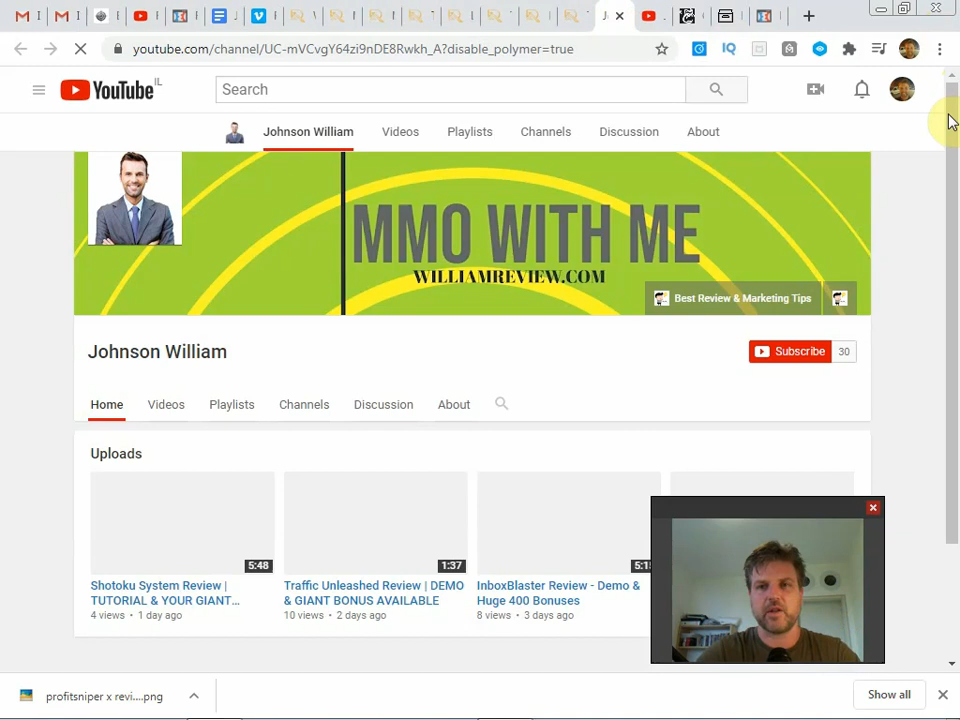 youtube.com/channel/UC-mVCvgY64zi9nDE8Rwkh_A?disable_polymer=true
YouTube IL
Search
Johnson William
Videos
Playlists
Channels
Discussion
About
MMO WITH ME
WILLIAMREVIEW.COM
Best Review & Marketing Tips
Johnson William
Subscribe 30
Home
Videos
Playlists
Channels
Discussion
About
Uploads
5:48
1:37
Shotoku System Review |
TUTORIAL & YOUR GIANT...
4 views • 1 day ago
Traffic Unleashed Review | DEMO
& GIANT BONUS AVAILABLE
10 views • 2 days ago
InboxBlaster Review - Demo &
Huge 400 Bonuses
8 views • 3 days ago
profitsniper x revi....png
Show all